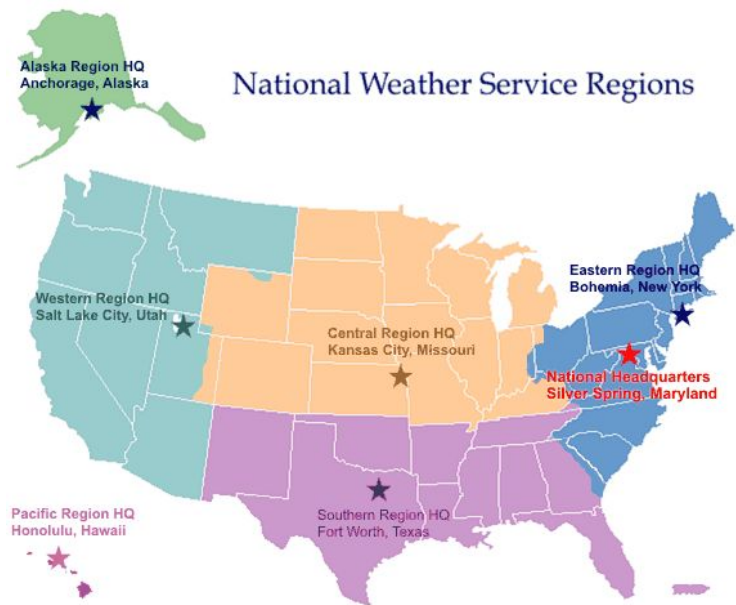 National Weather Service Regions
Alaska Region HQ
Anchorage, Alaska
Eastern Region HQ
Bohemia, New York
Western Region HQ
Salt Lake City, Utah
Central Region HQ
Kansas City, Missouri
National Headquarters
Silver Spring, Maryland
Pacific Region HQ
Honolulu, Hawaii
Southern Region HQ
Fort Worth, Texas